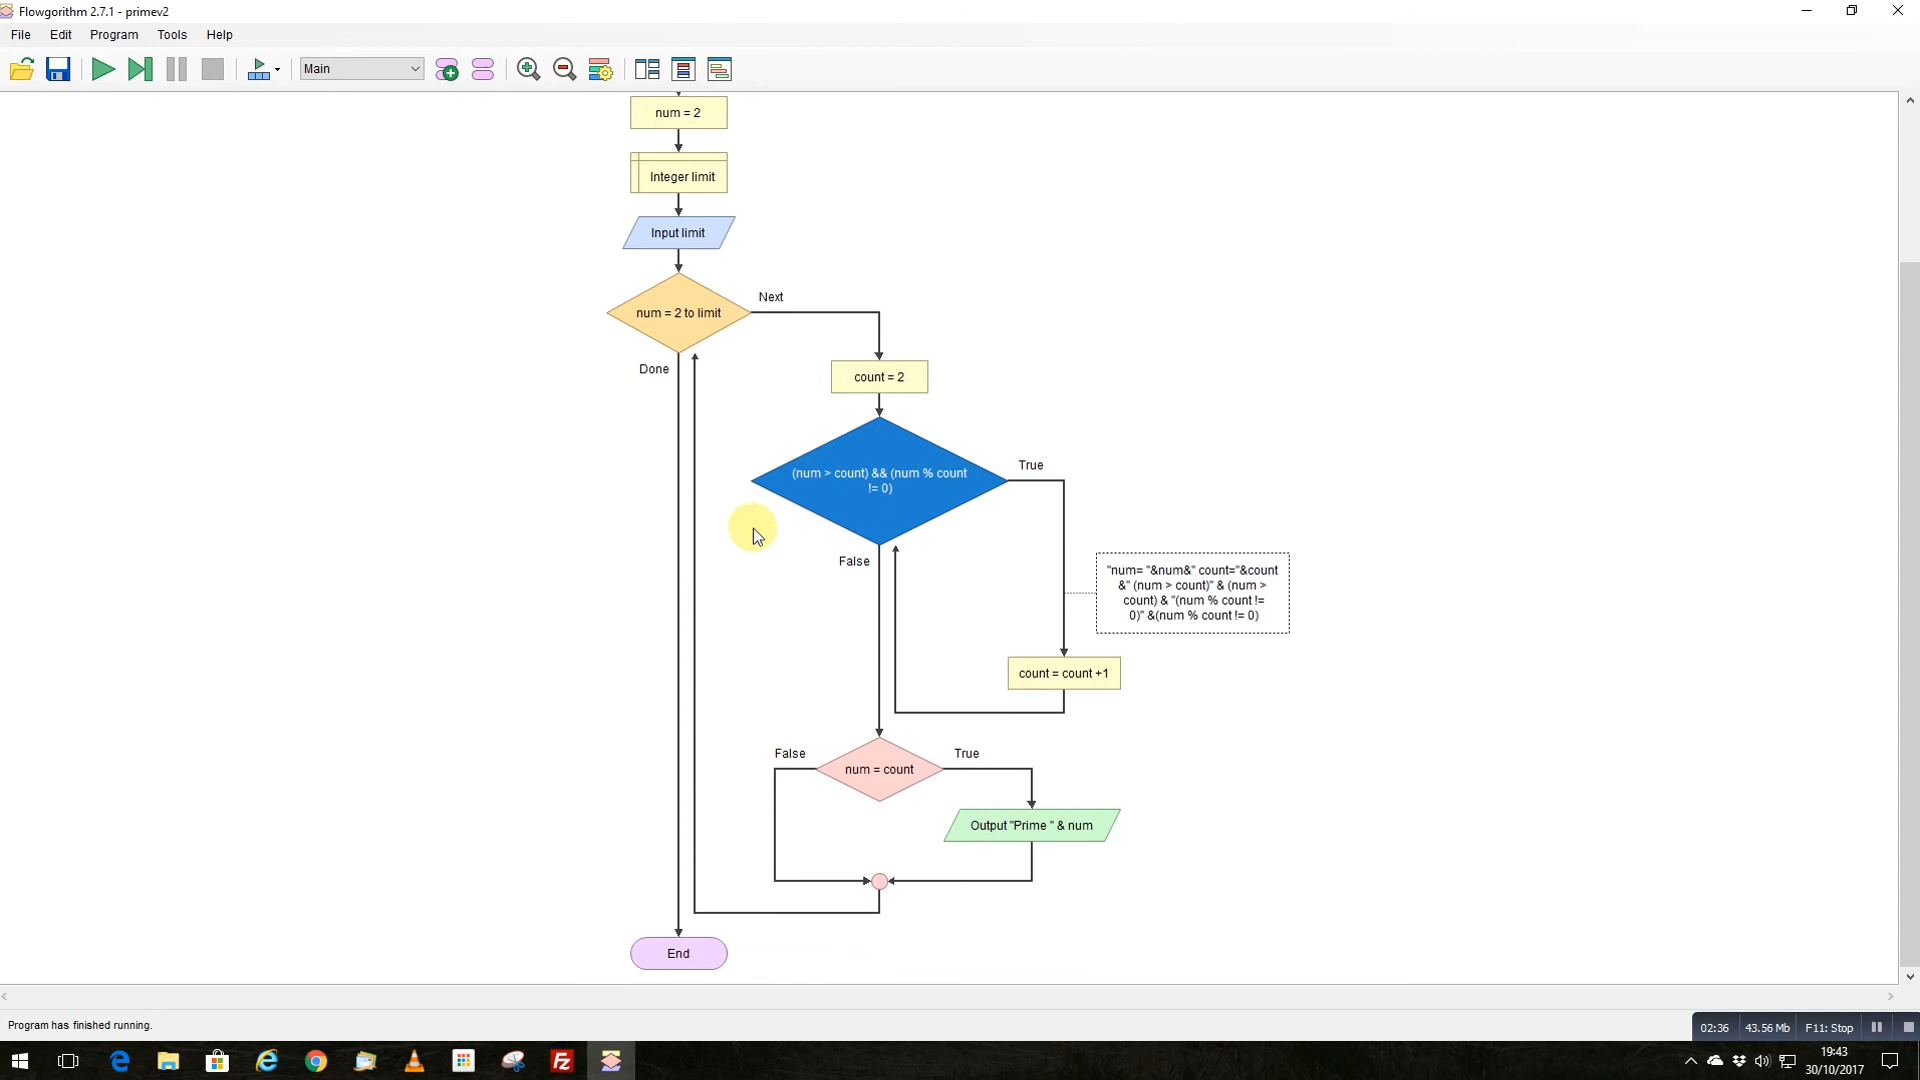 Flowgorithm 2.7.1 - primev2
File Edit Program Tools Help
Main
num = 2
Integer limit
Input limit
num = 2 to limit
Next
Done
count = 2
(num > count) && (num % count
!= 0)
True
False
"num= "&num&" count="&count
&" (num > count)" & (num >
count) & "(num % count !=
0)" &(num % count != 0)
count = count +1
False
True
num = count
Output "Prime " & num
End
Program has finished running.
02:36 43.56 Mb F11: Stop
19:43
30/10/2017